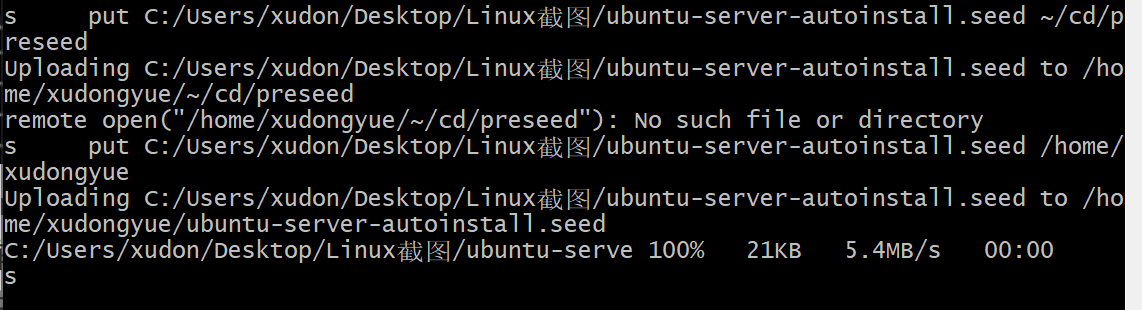 s     put C:/Users/xudon/Desktop/Linux截图/ubuntu-server-autoinstall.seed ~/cd/p
reseed
Uploading C:/Users/xudon/Desktop/Linux截图/ubuntu-server-autoinstall.seed to /ho
me/xudongyue/~/cd/preseed
remote open("/home/xudongyue/~/cd/preseed"): No such file or directory
s     put C:/Users/xudon/Desktop/Linux截图/ubuntu-server-autoinstall.seed /home/
xudongyue
Uploading C:/Users/xudon/Desktop/Linux截图/ubuntu-server-autoinstall.seed to /ho
me/xudongyue/ubuntu-server-autoinstall.seed
C:/Users/xudon/Desktop/Linux截图/ubuntu-serve 100%   21KB   5.4MB/s   00:00
s